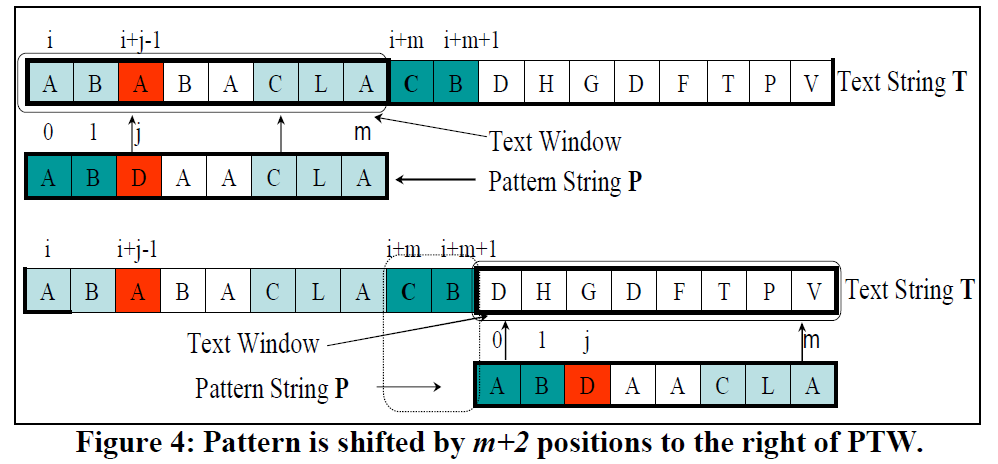 i i+j-1 i+m i+m+1
A B A B A C L A C B D H G D F T P V Text String T
0 1 j m Text Window
A B D A A C L A Pattern String P
i i+j-1 i+m i+m+1
A B A B A C L A C B D H G D F T P V Text String T
Text Window 0 1 j m
Pattern String P A B D A A C L A
Figure 4: Pattern is shifted by m+2 positions to the right of PTW.